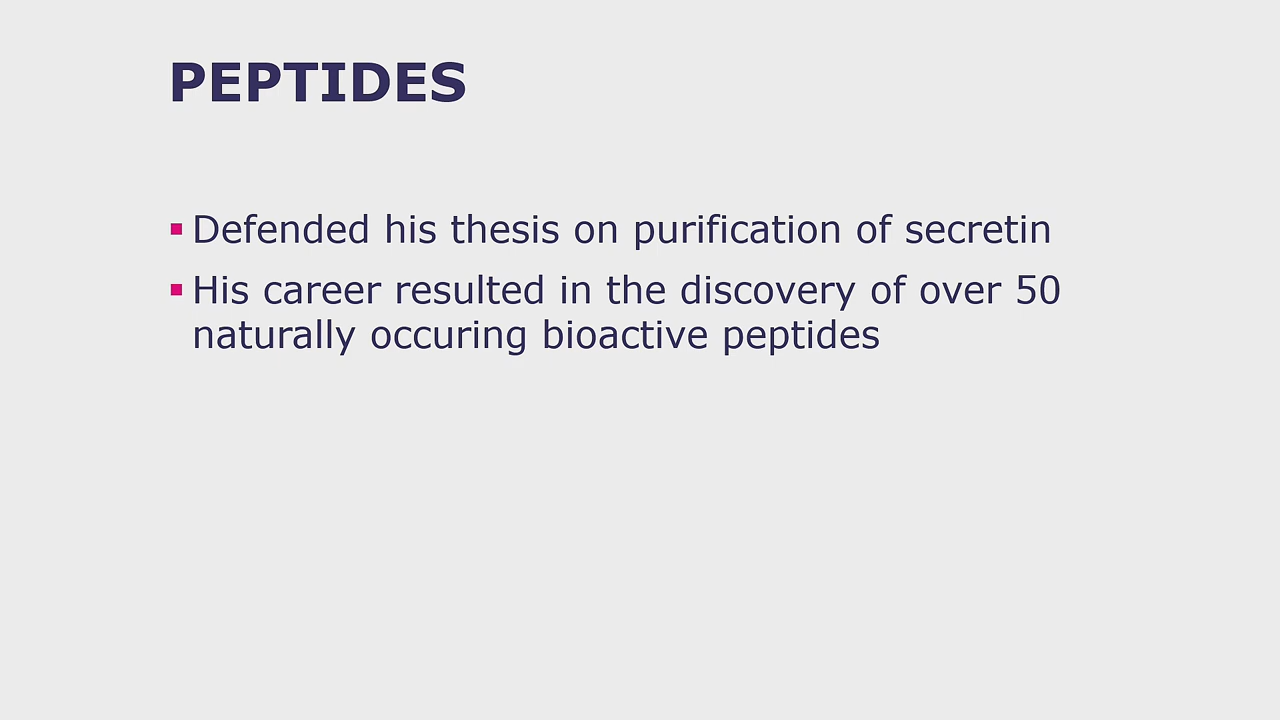 PEPTIDES
▪ Defended his thesis on purification of secretin
▪ His career resulted in the discovery of over 50
naturally occuring bioactive peptides